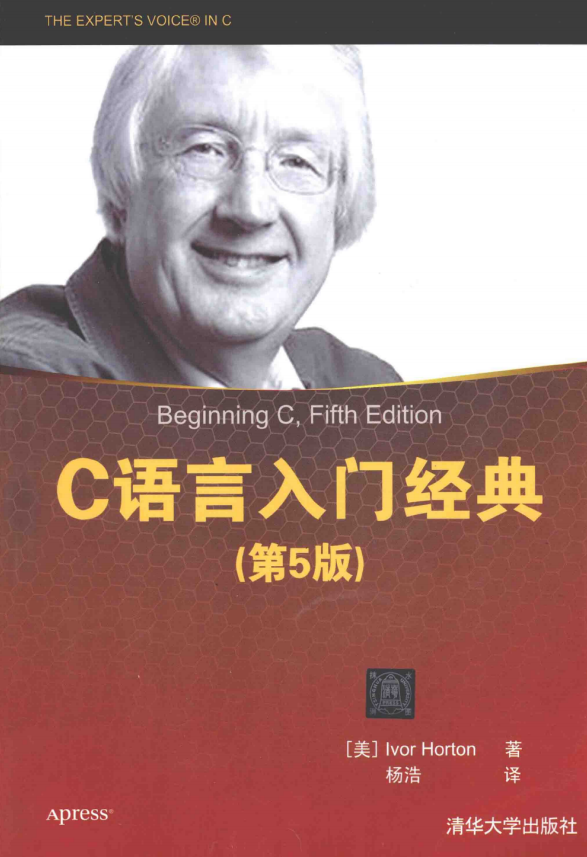 THE EXPERT'S VOICE® IN C
Beginning C, Fifth Edition
C语言入门经典
(第5版)
[美] Ivor Horton 著
杨浩 译
Apress®
清华大学出版社